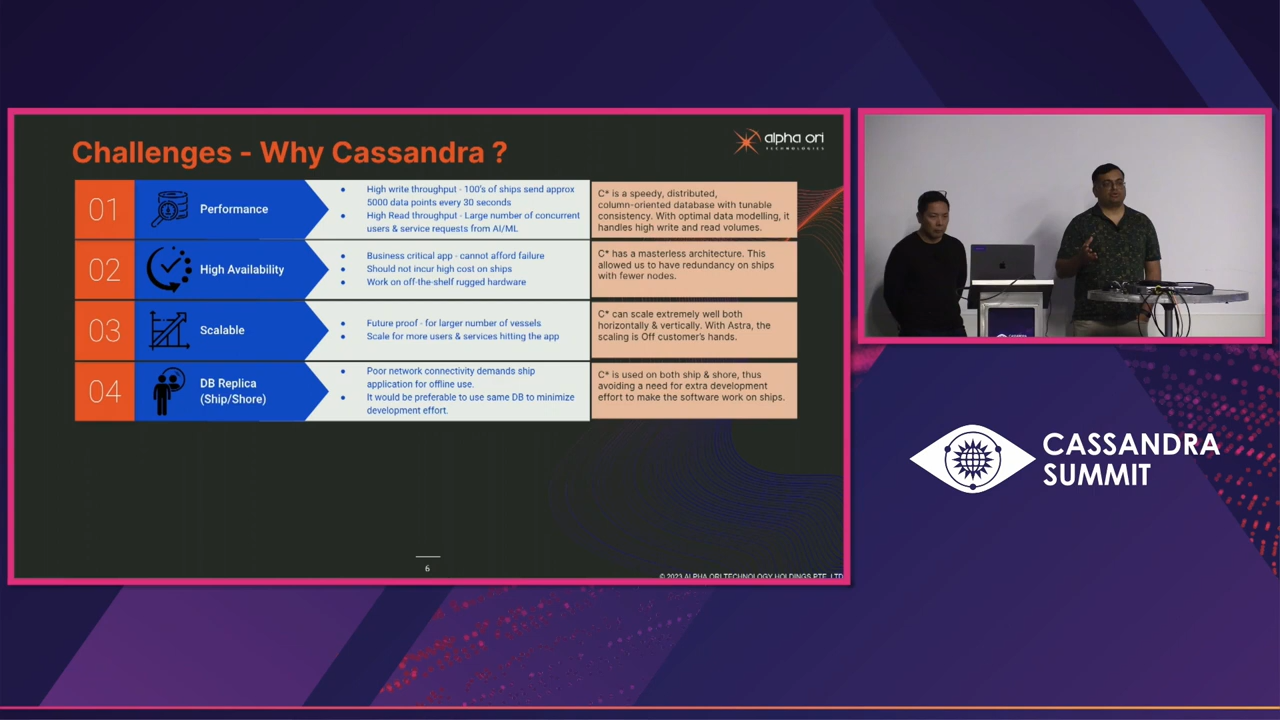 Challenges - Why Cassandra ?
alpha ori
TECHNOLOGIES
01
Performance
● High write throughput - 100's of ships send approx
5000 data points every 30 seconds
● High Read throughput - Large number of concurrent
users & service requests from AI/ML
C* is a speedy, distributed,
column-oriented database with tunable
consistency. With optimal data modelling, it
handles high write and read volumes.
02
High Availability
● Business critical app - cannot afford failure
● Should not incur high cost on ships
● Work on off-the-shelf rugged hardware
C* has a masterless architecture. This
allowed us to have redundancy on ships
with fewer nodes.
03
Scalable
● Future proof - for larger number of vessels
● Scale for more users & services hitting the app
C* can scale extremely well both
horizontally & vertically. With Astra, the
scaling is Off customer's hands.
04
DB Replica
(Ship/Shore)
● Poor network connectivity demands ship
application for offline use.
● It would be preferable to use same DB to minimize
development effort.
C* is used on both ship & shore, thus
avoiding a need for extra development
effort to make the software work on ships.
6
© 2023 ALPHA ORI TECHNOLOGY HOLDINGS PTE. LTD
CASSANDRA
SUMMIT